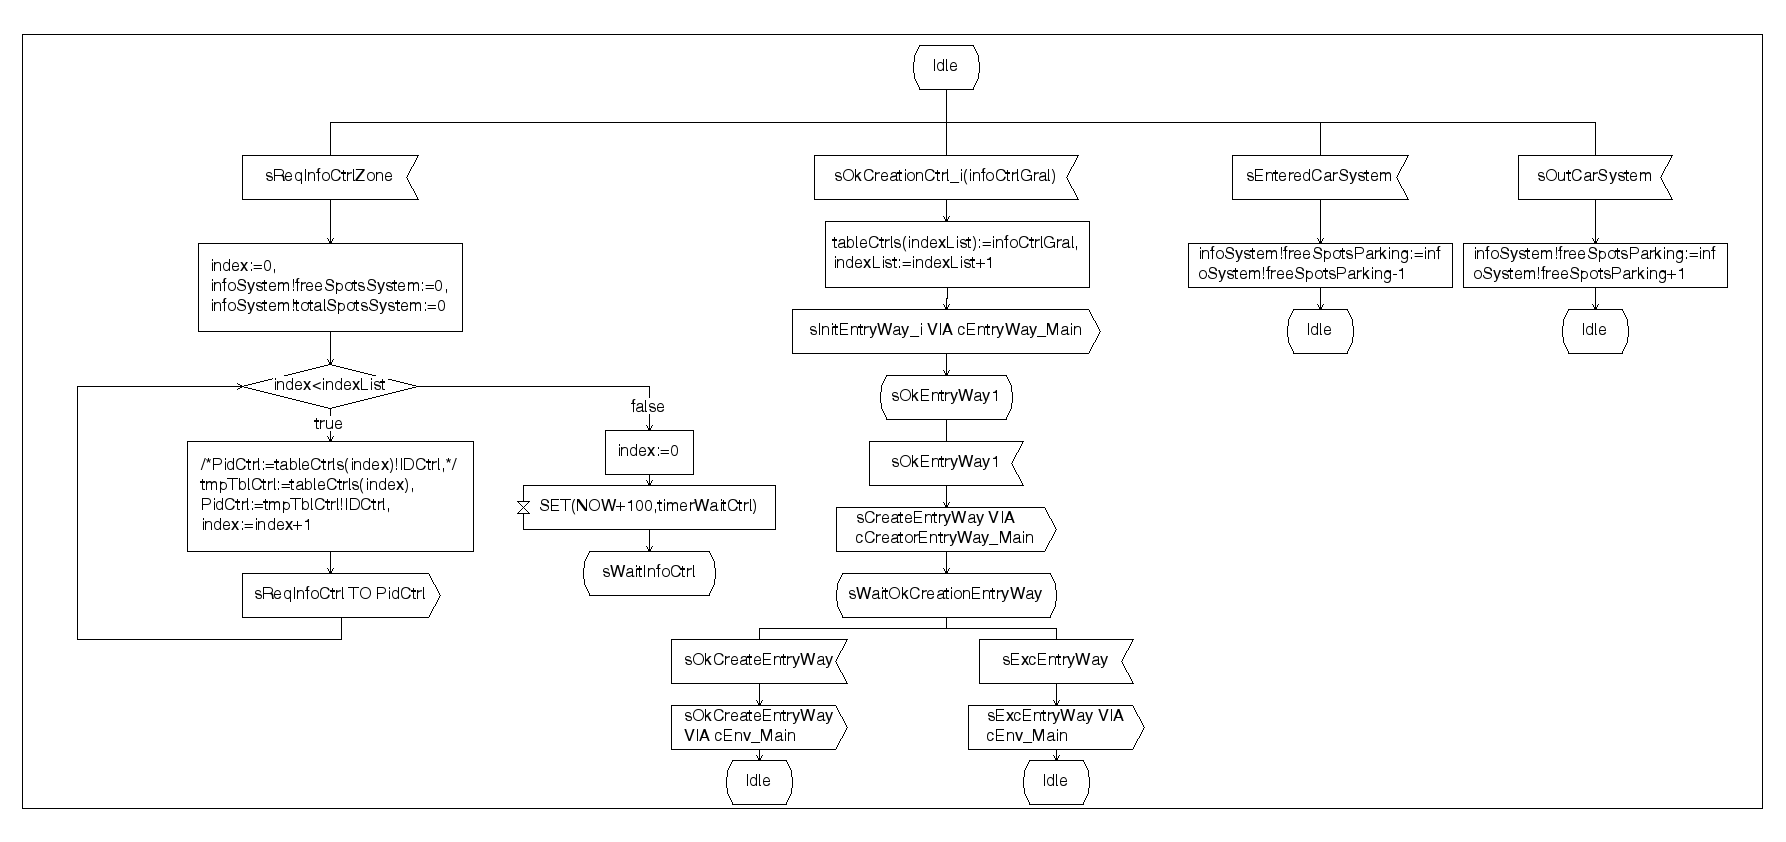 Idle
sReqInfoCtrlZone
index:=0,
infoSystem!freeSpotsSystem:=0,
infoSystem!totalSpotsSystem:=0
index<indexList
true
false
/*PidCtrl:=tableCtrls(index)!IDCtrl,*/
tmpTblCtrl:=tableCtrls(index),
PidCtrl:=tmpTblCtrl!IDCtrl,
index:=index+1
sReqInfoCtrl TO PidCtrl
index:=0
SET(NOW+100,timerWaitCtrl)
sWaitInfoCtrl
sOkCreationCtrl_i(infoCtrlGral)
tableCtrls(indexList):=infoCtrlGral,
indexList:=indexList+1
sInitEntryWay_i VIA cEntryWay_Main
sOkEntryWay1
sOkEntryWay1
sCreateEntryWay VIA
cCreatorEntryWay_Main
sWaitOkCreationEntryWay
sOkCreateEntryWay
sOkCreateEntryWay
VIA cEnv_Main
Idle
sExcEntryWay
sExcEntryWay VIA
cEnv_Main
Idle
sEnteredCarSystem
infoSystem!freeSpotsParking:=inf
oSystem!freeSpotsParking-1
Idle
sOutCarSystem
infoSystem!freeSpotsParking:=inf
oSystem!freeSpotsParking+1
Idle